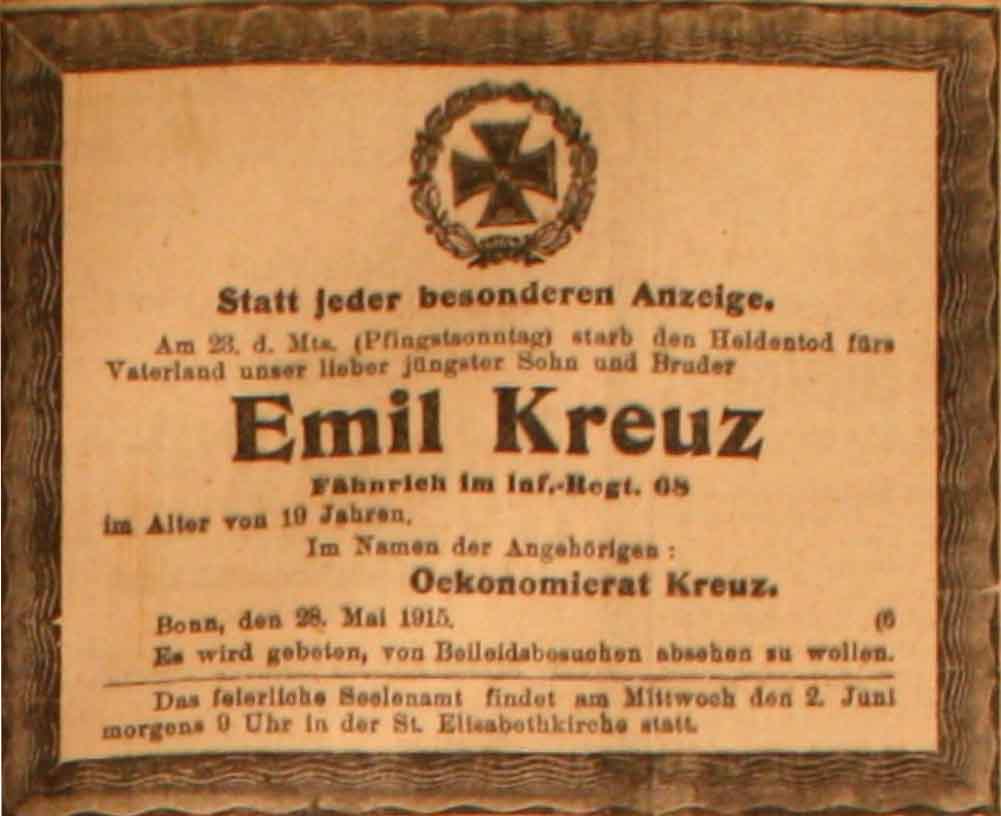 Statt jeder besonderen Anzeige.
Am 23. d. Mts. (Pfingstsonntag) starb den Heldentod fürs
Vaterland unser lieber jüngster Sohn und Bruder
Emil Kreuz
Fähnrich im Inf.-Regt. 68
im Alter von 19 Jahren.
Im Namen der Angehörigen:
Oekonomierat Kreuz.
Bonn, den 28. Mai 1915. (6
Es wird gebeten, von Beileidsbesuchen absehen zu wollen.
Das feierliche Seelenamt findet am Mittwoch den 2. Juni
morgens 9 Uhr in der St. Elisabethkirche statt.